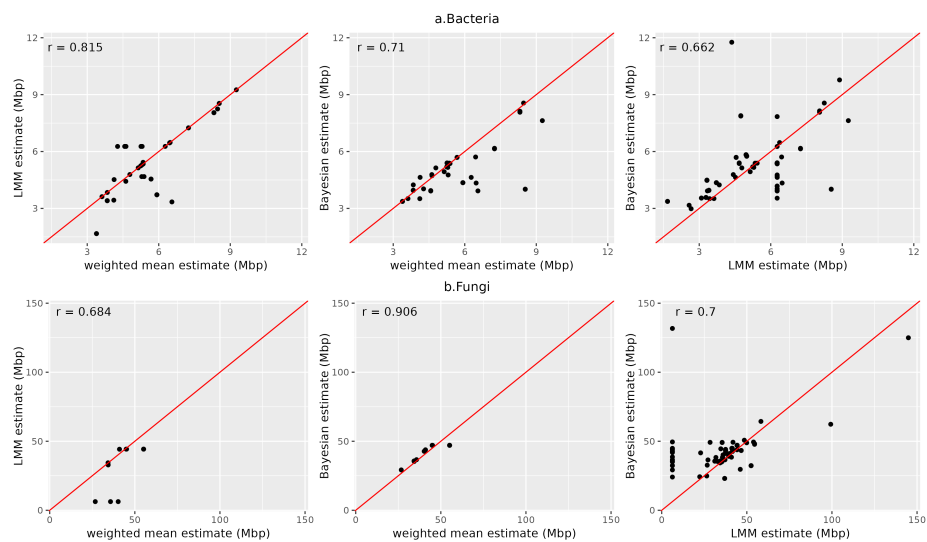 a.Bacteria
r = 0.815
12
9
6
3
3
6
9
12
LMM estimate (Mbp)
weighted mean estimate (Mbp)
r = 0.71
12
9
6
3
3
6
9
12
Bayesian estimate (Mbp)
weighted mean estimate (Mbp)
r = 0.662
12
9
6
3
3
6
9
12
Bayesian estimate (Mbp)
LMM estimate (Mbp)
b.Fungi
r = 0.684
150
100
50
0
0
50
100
150
LMM estimate (Mbp)
weighted mean estimate (Mbp)
r = 0.906
150
100
50
0
0
50
100
150
Bayesian estimate (Mbp)
weighted mean estimate (Mbp)
r = 0.7
150
100
50
0
0
50
100
150
Bayesian estimate (Mbp)
LMM estimate (Mbp)